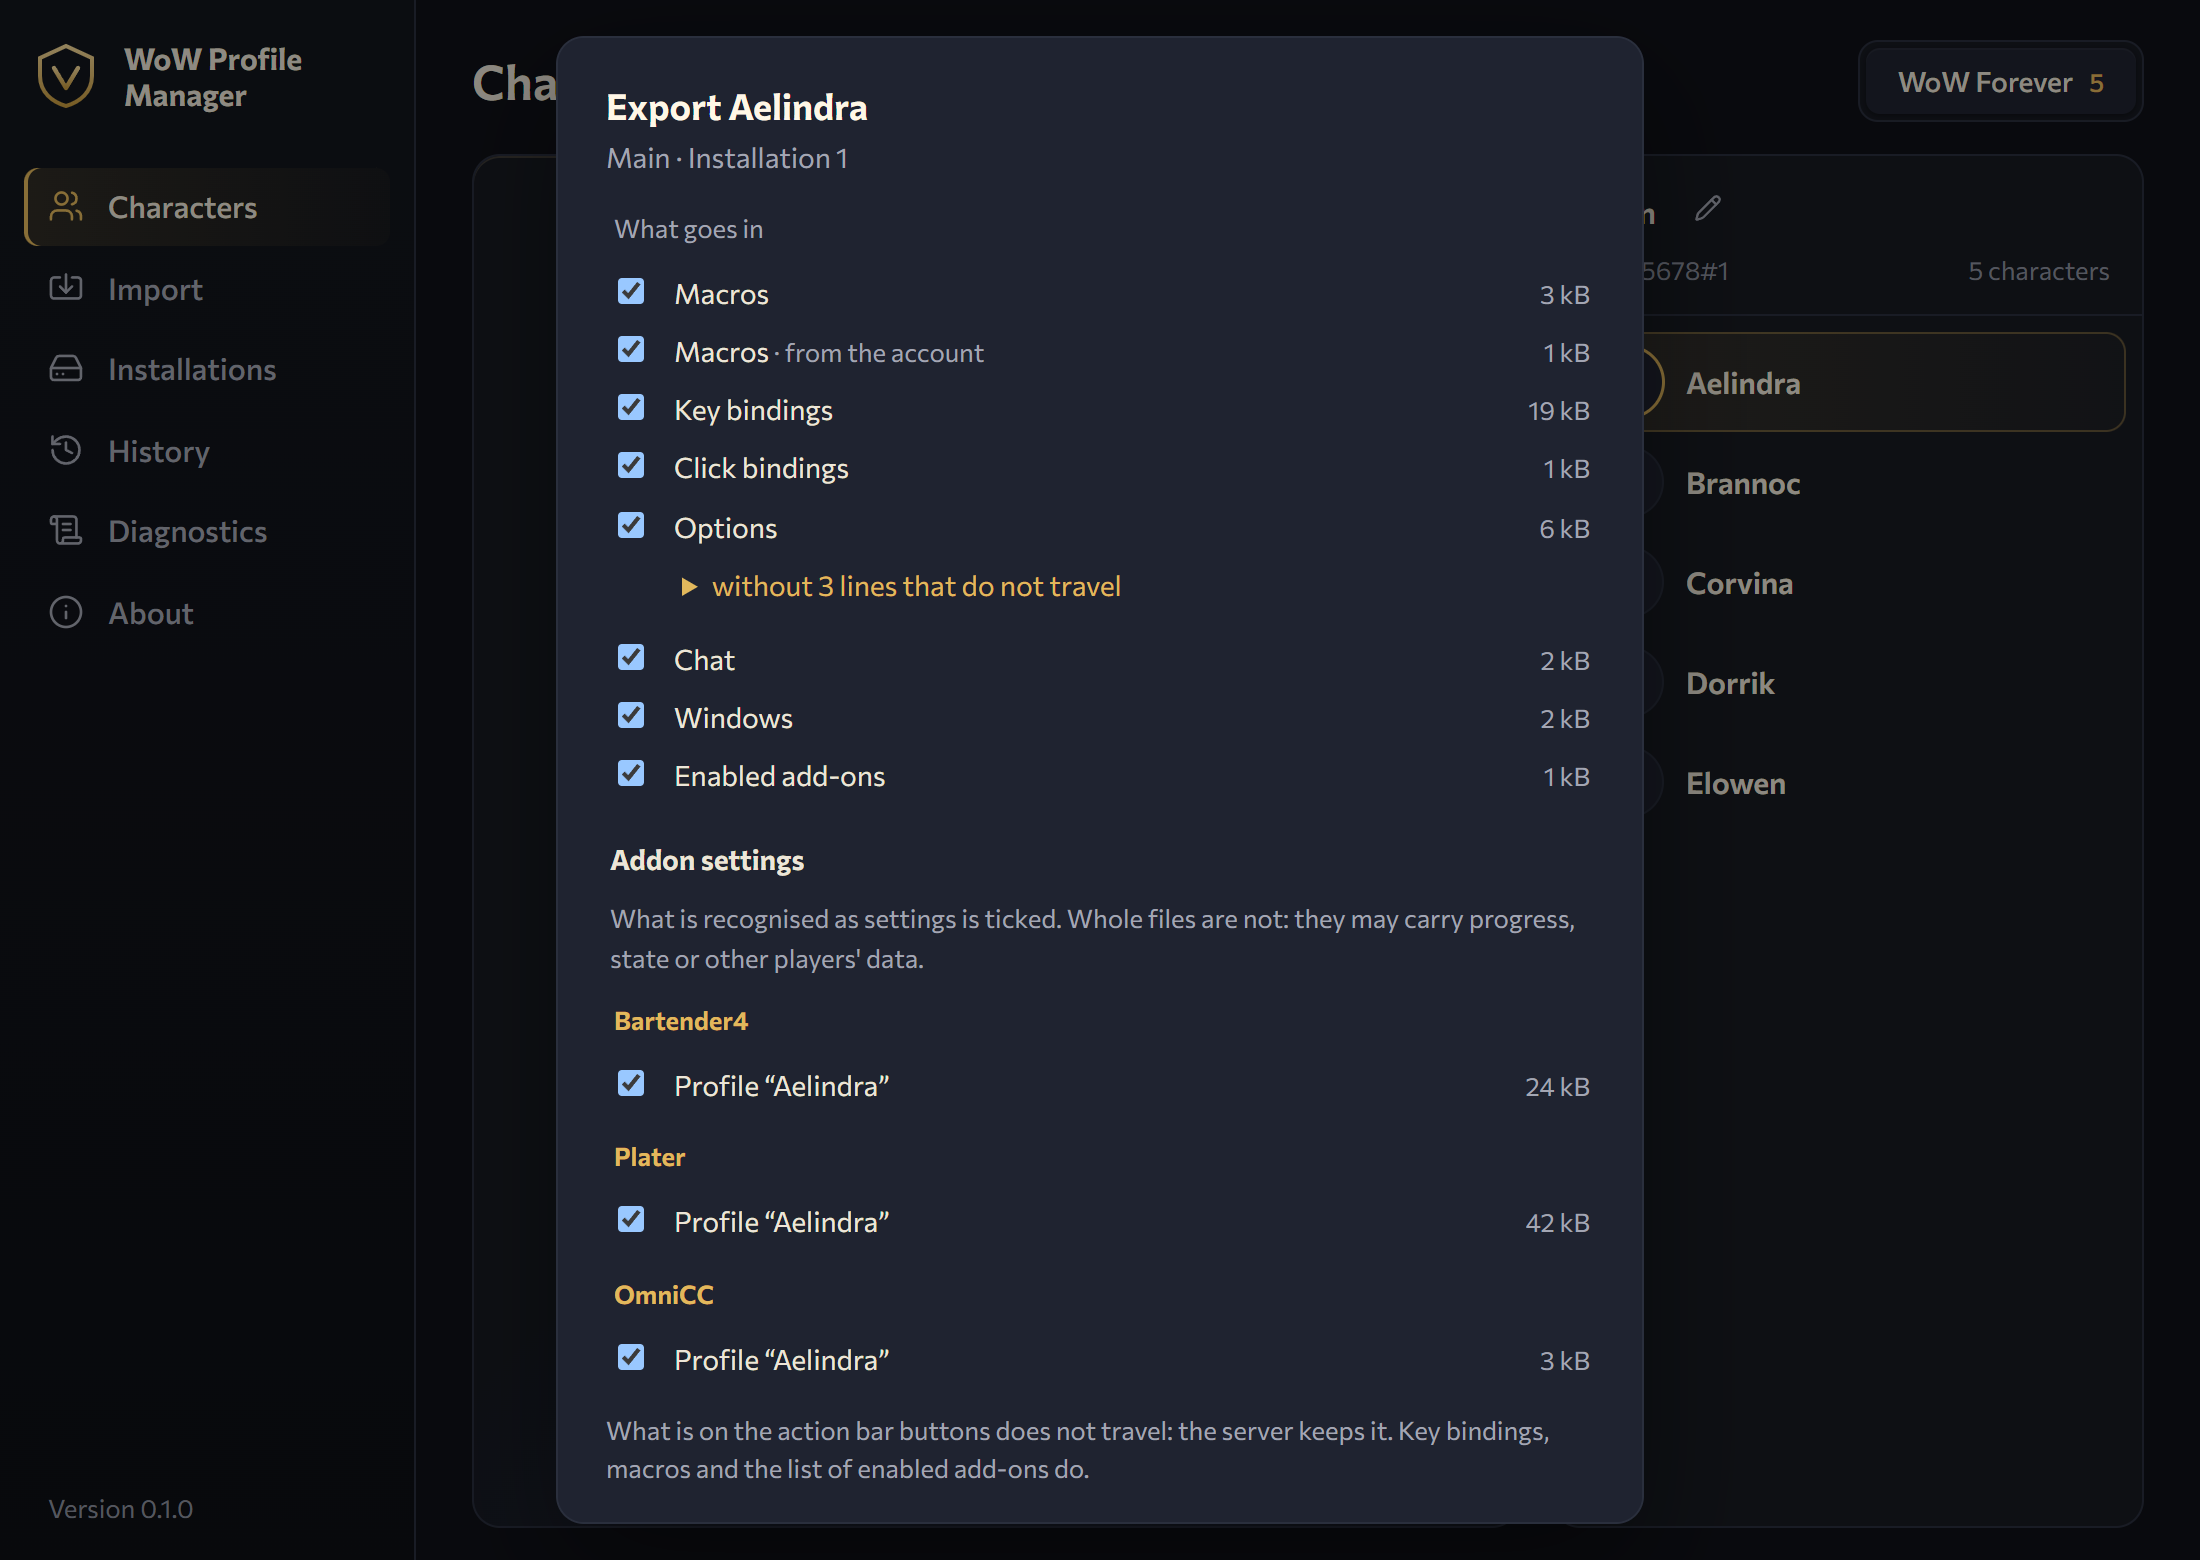 WoW Profile
Manager
Characters
Import
Installations
History
Diagnostics
About
Version 0.1.0
WoW Forever 5
5678#1
5 characters
Aelindra
Brannoc
Corvina
Dorrik
Elowen
Export Aelindra
Main · Installation 1
What goes in
Macros 3 kB
Macros · from the account 1 kB
Key bindings 19 kB
Click bindings 1 kB
Options 6 kB
without 3 lines that do not travel
Chat 2 kB
Windows 2 kB
Enabled add-ons 1 kB
Addon settings
What is recognised as settings is ticked. Whole files are not: they may carry progress,
state or other players' data.
Bartender4
Profile “Aelindra” 24 kB
Plater
Profile “Aelindra” 42 kB
OmniCC
Profile “Aelindra” 3 kB
What is on the action bar buttons does not travel: the server keeps it. Key bindings,
macros and the list of enabled add-ons do.